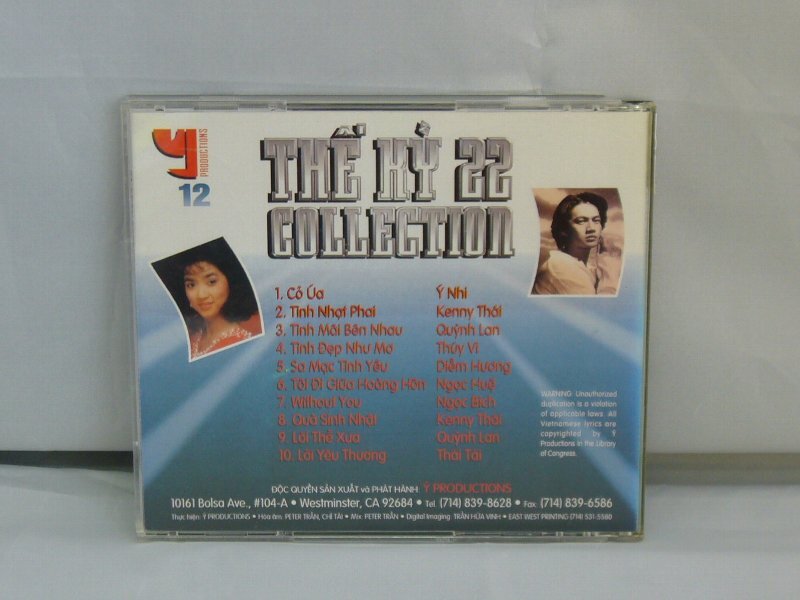 Ý
PRODUCTIONS
12
THẾ KỶ 22
COLLECTION
1. Cỏ Úa Ý Nhi
2. Tình Nhạt Phai Kenny Thái
3. Tình Mãi Bên Nhau Quỳnh Lan
4. Tình Đẹp Như Mơ Thúy Vi
5. Sa Mạc Tình Yêu Diễm Hương
6. Tôi Đi Giữa Hoàng Hôn Ngọc Huệ
7. Without You Ngọc Bích
8. Quà Sinh Nhật Kenny Thái
9. Lối Thề Xưa Quỳnh Lan
10. Lời Yêu Thương Thái Tài
WARNING: Unauthorized
duplication is a violation
of applicable laws. All
Vietnamese lyrics are
copyrighted by Ý
Productions in the Library
of Congress.
ĐỘC QUYỀN SẢN XUẤT và PHÁT HÀNH Ý PRODUCTIONS
10161 Bolsa Ave., #104-A • Westminster, CA 92684 • Tel. (714) 839-8628 • Fax: (714) 839-6586
Thực hiện: Ý PRODUCTIONS • Hòa âm: PETER TRẦN, CHÍ TÀI • Mix: PETER TRẦN • Digital Imaging: TRẦN HỨA VINH • EAST WEST PRINTING (714) 531-5580